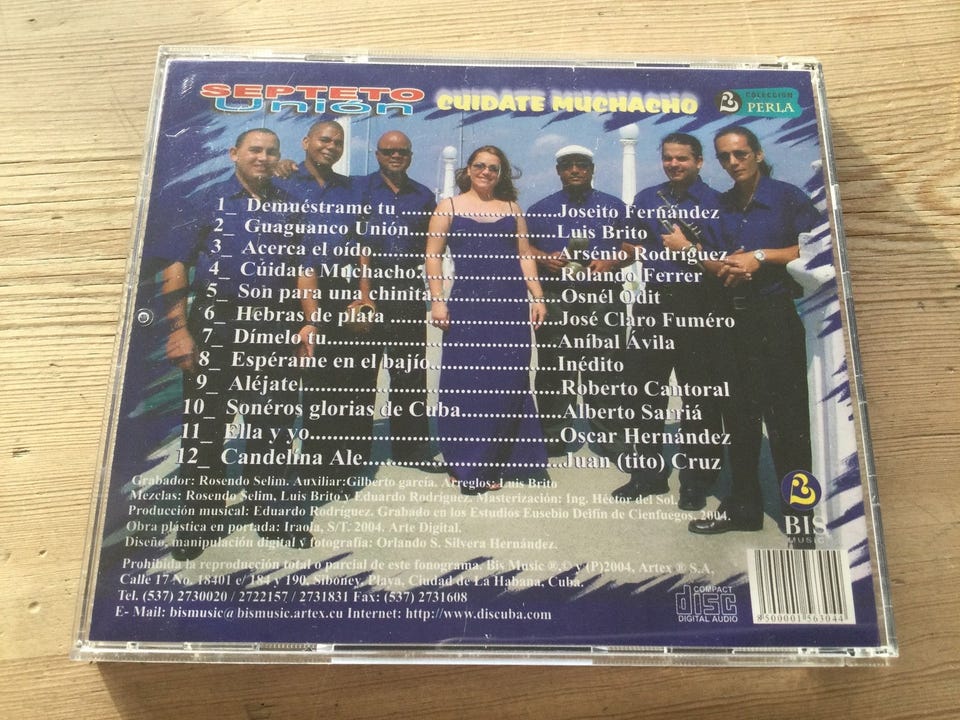 SEPTETO
Unión
CUIDATE MUCHACHO
COLECCION
PERLA
1_ Demuéstrame tu ......................Joseito Fernández
2_ Guaguanco Unión.....................Luis Brito
3_ Acerca el oído..........................Arsénio Rodríguez
4_ Cúidate Muchacho....................Rolando Ferrer
5_ Son para una chinita.................Osnél Odit
6_ Hebras de plata ........................José Claro Fuméro
7_ Dímelo tu................................Aníbal Ávila
8_ Espérame en el bajío.................Inédito
9_ Aléjate.....................................Roberto Cantoral
10_ Sonéros glorias de Cuba..............Alberto Sarriá
11_ Ella y yo...................................Oscar Hernández
12_ Candelina Ale............................Juan (tito) Cruz
Grabador: Rosendo Selim. Auxiliar:Gilberto garcía. Arreglos: Luis Brito
Mezclas: Rosendo Selim, Luis Brito y Eduardo Rodríguez. Masterización: Ing. Héctor del Sol.
Producción musical: Eduardo Rodríguez. Grabado en los Estudios Eusebio Delfín de Cienfuegos, 2004.
Obra plástica en portada: Iraola, S/T. 2004. Arte Digital.
Diseño, manipulación digital y fotografía: Orlando S. Silvera Hernández.
Prohibida la reproducción total o parcial de este fonograma. Bis Music ®,© y (P)2004, Artex ® S.A,
Calle 17 No. 18401 e/ 184 y 190, Siboney, Playa, Ciudad de La Habana, Cuba.
Tel. (537) 2730020 / 2722157 / 2731831 Fax: (537) 2731608
E- Mail: bismusic@bismusic.artex.cu Internet: http://www.discuba.com
BIS
MUSIC
COMPACT
disc
DIGITAL AUDIO
8500001563044